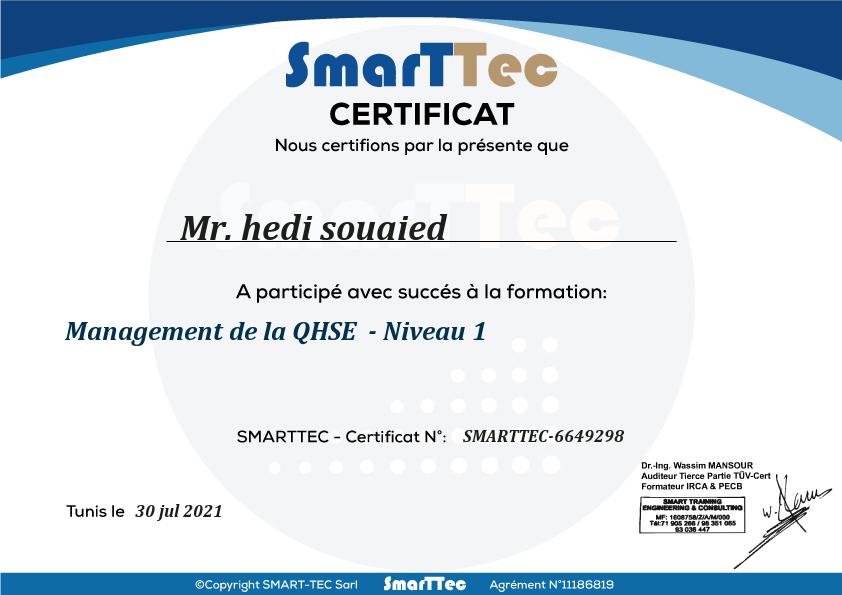 SmarTTec
CERTIFICAT
Nous certifions par la présente que
SmarTTec
Mr. hedi souaied
A participé avec succés à la formation:
Management de la QHSE - Niveau 1
SMARTTEC - Certificat N°: SMARTTEC-6649298
Dr.-Ing. Wassim MANSOUR
Auditeur Tierce Partie TÜV-Cert
Formateur IRCA & PECB
SMART TRAINING
ENGINEERING & CONSULTING
MF: 1608758/Z/A/M/000
Tél:71 905 266 / 98 351 065
93 036 447
Tunis le 30 jul 2021
©Copyright SMART-TEC Sarl SmarTTec Agrément N°11186819